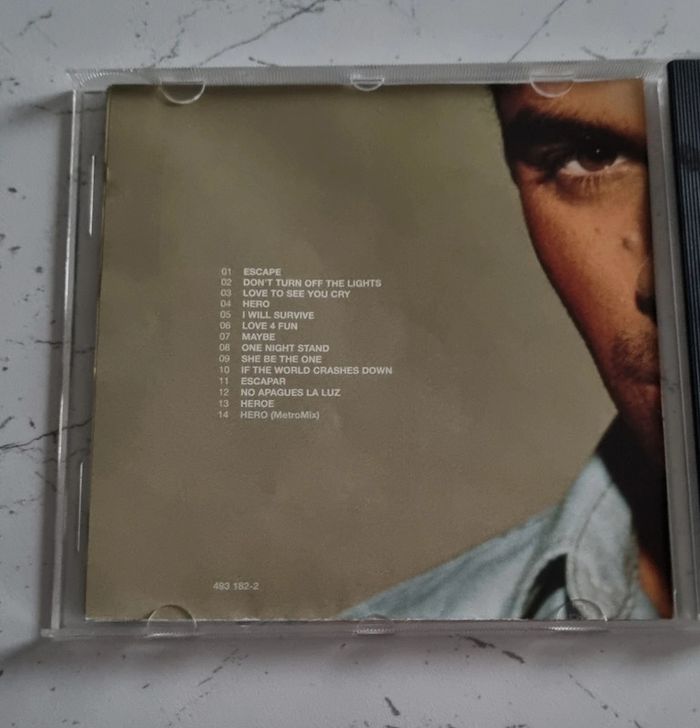 01 ESCAPE
02 DON'T TURN OFF THE LIGHTS
03 LOVE TO SEE YOU CRY
04 HERO
05 I WILL SURVIVE
06 LOVE 4 FUN
07 MAYBE
08 ONE NIGHT STAND
09 SHE BE THE ONE
10 IF THE WORLD CRASHES DOWN
11 ESCAPAR
12 NO APAGUES LA LUZ
13 HEROE
14 HERO (MetroMix)
493 182-2